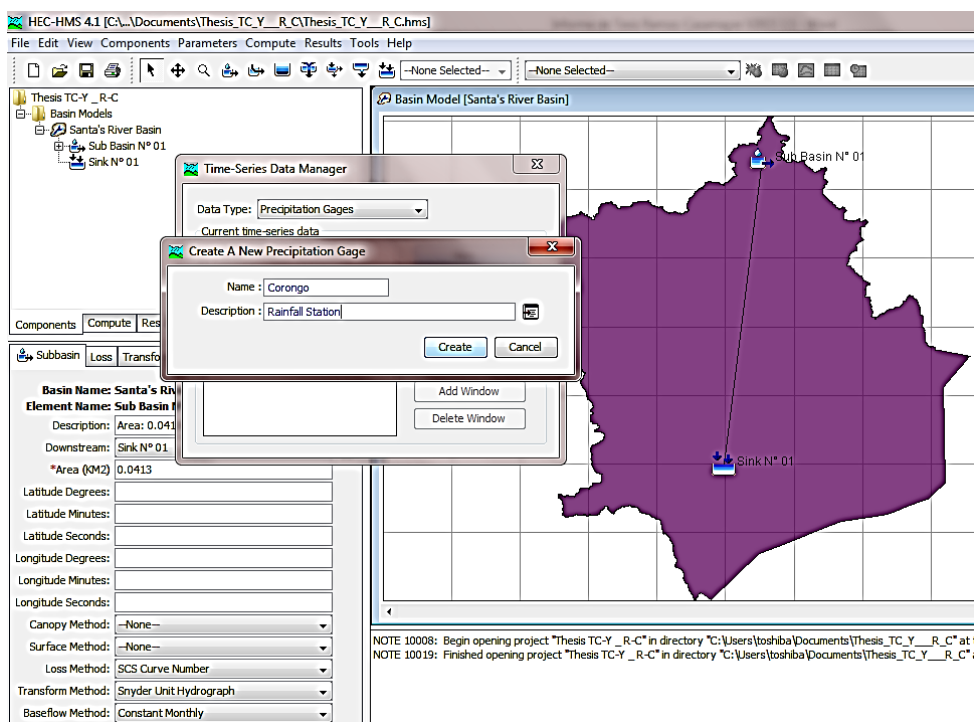 HEC-HMS 4.1 [C:\...\Documents\Thesis_TC_Y__R_C\Thesis_TC_Y__R_C.hms]
File Edit View Components Parameters Compute Results Tools Help
--None Selected--
--None Selected--
Thesis TC-Y _ R-C
Basin Models
Santa's River Basin
Sub Basin N° 01
Sink N° 01
Components
Compute
Res
Basin Model [Santa's River Basin]
Sub Basin N° 01
Sink N° 01
Time-Series Data Manager
Data Type: Precipitation Gages
Current time-series data
Create A New Precipitation Gage
Name : Corongo
Description : Rainfall Station
Create
Cancel
Add Window
Delete Window
Subbasin
Loss
Transfo
Basin Name: Santa's Riv
Element Name: Sub Basin
Description: Area: 0.041
Downstream: Sink N° 01
*Area (KM2) 0.0413
Latitude Degrees:
Latitude Minutes:
Latitude Seconds:
Longitude Degrees:
Longitude Minutes:
Longitude Seconds:
Canopy Method: --None--
Surface Method: --None--
Loss Method: SCS Curve Number
Transform Method: Snyder Unit Hydrograph
Baseflow Method: Constant Monthly
NOTE 10008: Begin opening project "Thesis TC-Y _ R-C" in directory "C:\Users\toshiba\Documents\Thesis_TC_Y__R_C" at
NOTE 10019: Finished opening project "Thesis TC-Y _ R-C" in directory "C:\Users\toshiba\Documents\Thesis_TC_Y__R_C"